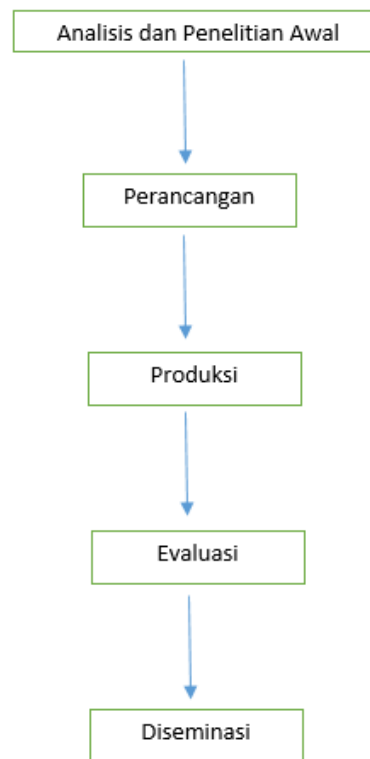 Analisis dan Penelitian Awal
Perancangan
Produksi
Evaluasi
Diseminasi